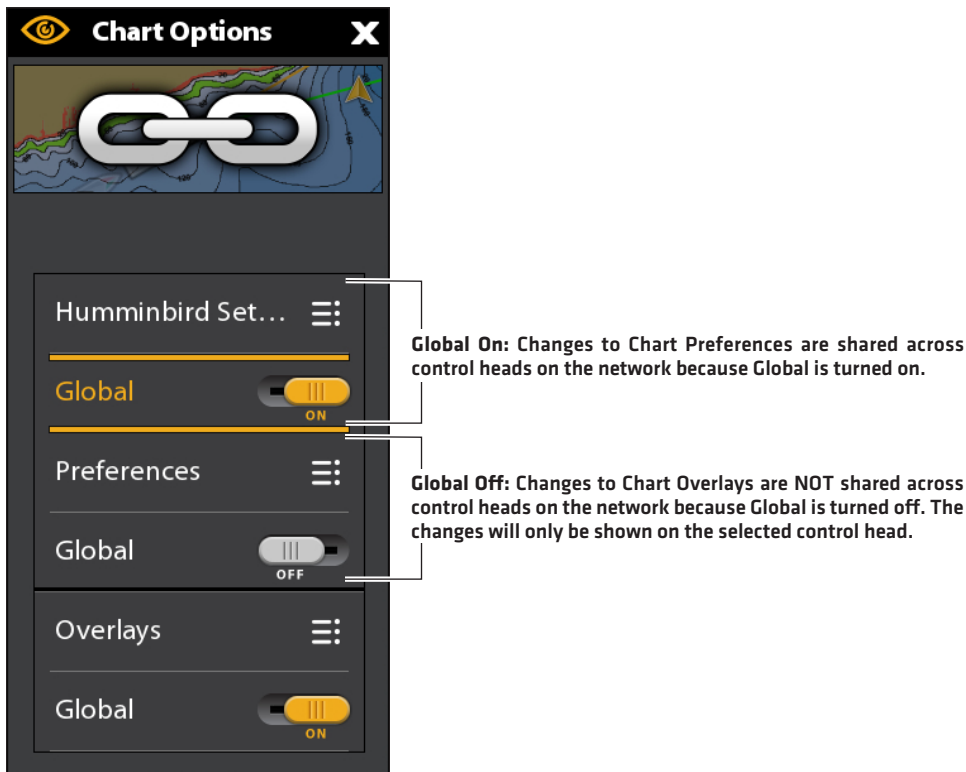 Chart Options
Humminbird Set...
Global
ON
Global On: Changes to Chart Preferences are shared across
control heads on the network because Global is turned on.
Preferences
Global Off: Changes to Chart Overlays are NOT shared across
control heads on the network because Global is turned off. The
changes will only be shown on the selected control head.
Global
OFF
Overlays
Global
ON